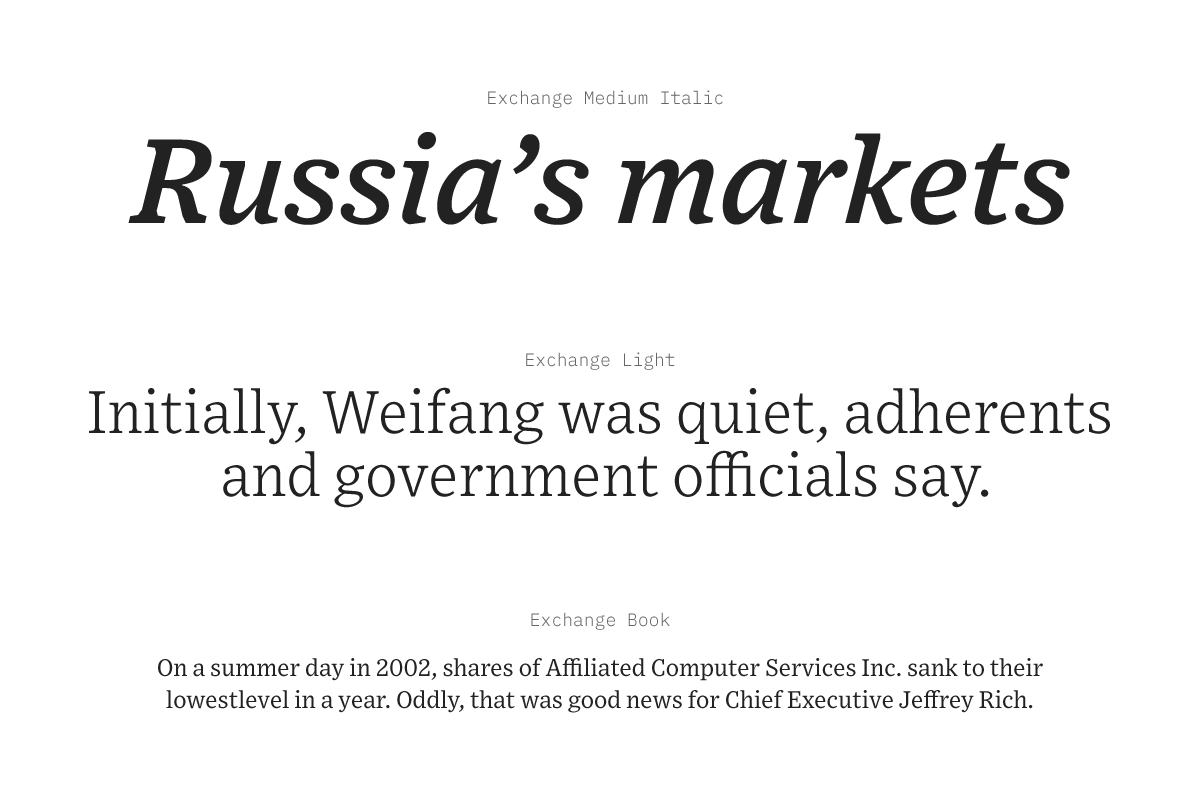 Exchange Medium Italic
Russia’s markets
Exchange Light
Initially, Weifang was quiet, adherents
and government officials say.
Exchange Book
On a summer day in 2002, shares of Affiliated Computer Services Inc. sank to their
lowestlevel in a year. Oddly, that was good news for Chief Executive Jeffrey Rich.